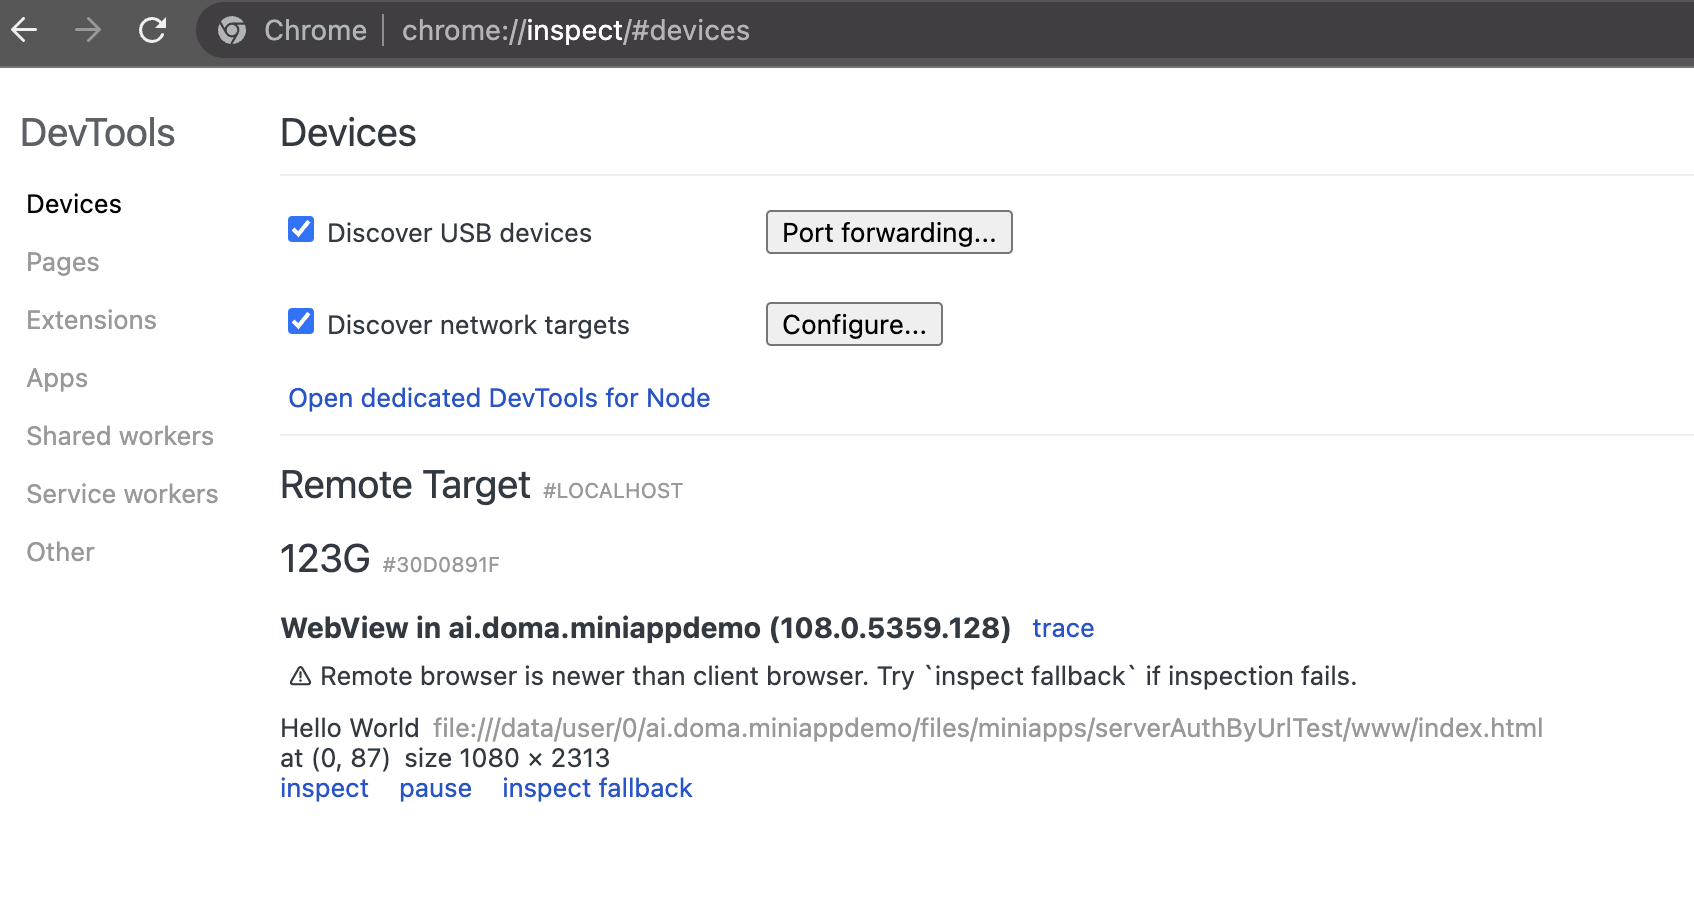 Chrome | chrome://inspect/#devices
DevTools
Devices
Pages
Extensions
Apps
Shared workers
Service workers
Other
Devices
Discover USB devices Port forwarding...
Discover network targets Configure...
Open dedicated DevTools for Node
Remote Target #LOCALHOST
123G #30D0891F
WebView in ai.doma.miniappdemo (108.0.5359.128) trace
⚠ Remote browser is newer than client browser. Try `inspect fallback` if inspection fails.
Hello World file:///data/user/0/ai.doma.miniappdemo/files/miniapps/serverAuthByUrlTest/www/index.html
at (0, 87) size 1080 × 2313
inspect pause inspect fallback